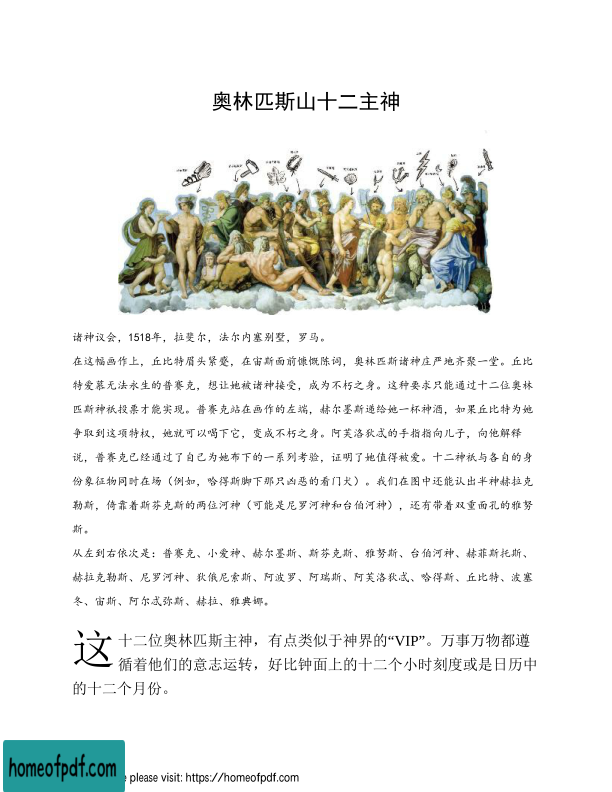 奥林匹斯山十二主神
诸神议会，1518年，拉斐尔，法尔内塞别墅，罗马。
在这幅画作上，丘比特眉头紧蹙，在宙斯面前慷慨陈词，奥林匹斯诸神庄严地齐聚一堂。丘比
特爱慕无法永生的普赛克，想让她被诸神接受，成为不朽之身。这种要求只能通过十二位奥林
匹斯神祇投票才能实现。普赛克站在画作的左端，赫尔墨斯递给她一杯神酒，如果丘比特为她
争取到这项特权，她就可以喝下它，变成不朽之身。阿芙洛狄忒的手指指向儿子，向他解释
说，普赛克已经通过了自己为她布下的一系列考验，证明了她值得被爱。十二神祇与各自的身
份象征物同时在场（例如，哈得斯脚下那只凶恶的看门犬）。我们在图中还能认出半神赫拉克
勒斯，倚靠着斯芬克斯的两位河神（可能是尼罗河神和台伯河神），还有带着双重面孔的雅努
斯。
从左到右依次是：普赛克、小爱神、赫尔墨斯、斯芬克斯、雅努斯、台伯河神、赫菲斯托斯、
赫拉克勒斯、尼罗河神、狄俄尼索斯、阿波罗、阿瑞斯、阿芙洛狄忒、哈得斯、丘比特、波塞
冬、宙斯、阿尔忒弥斯、赫拉、雅典娜。
这十二位奥林匹斯主神，有点类似于神界的“VIP”。万事万物都遵
循着他们的意志运转，好比钟面上的十二个小时刻度或是日历中
的十二个月份。
homeofpdf.com
e please visit: https://homeofpdf.com